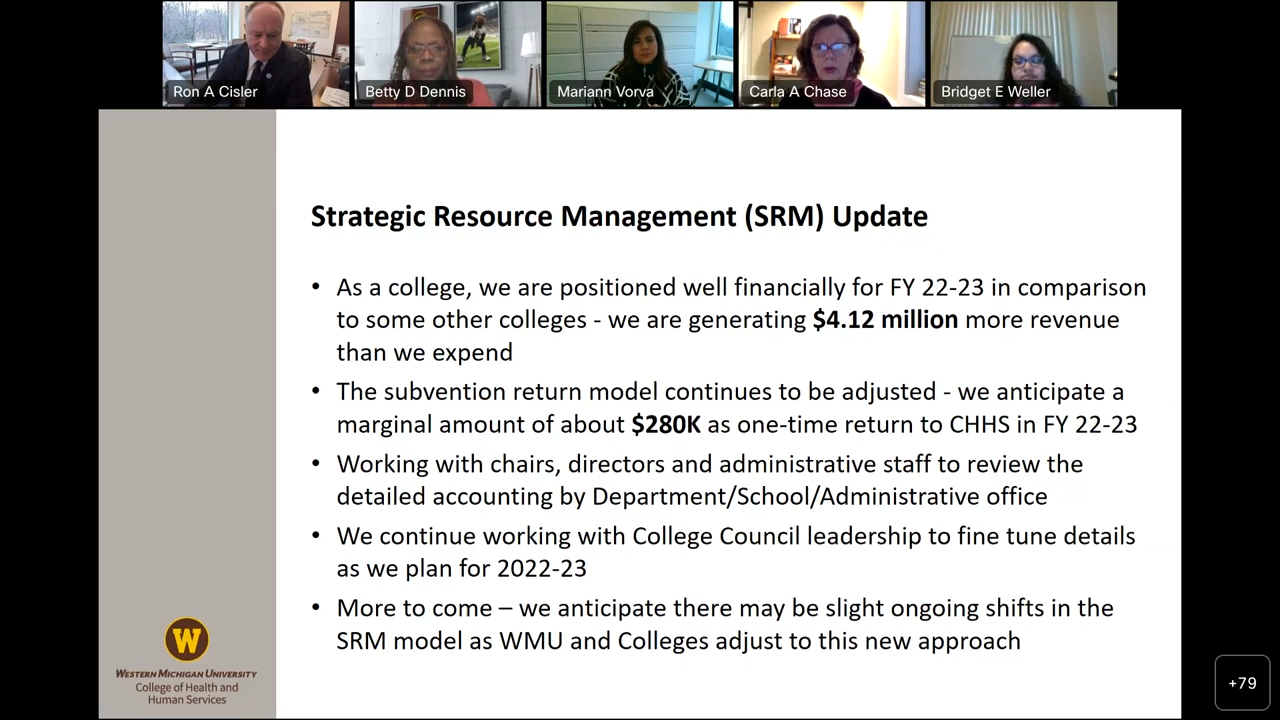 Ron A Cisler
Betty D Dennis
Mariann Vorva
Carla A Chase
Bridget E Weller
Strategic Resource Management (SRM) Update
• As a college, we are positioned well financially for FY 22-23 in comparison
to some other colleges - we are generating $4.12 million more revenue
than we expend
• The subvention return model continues to be adjusted - we anticipate a
marginal amount of about $280K as one-time return to CHHS in FY 22-23
• Working with chairs, directors and administrative staff to review the
detailed accounting by Department/School/Administrative office
• We continue working with College Council leadership to fine tune details
as we plan for 2022-23
• More to come – we anticipate there may be slight ongoing shifts in the
SRM model as WMU and Colleges adjust to this new approach
W
WESTERN MICHIGAN UNIVERSITY
College of Health and
Human Services
+79